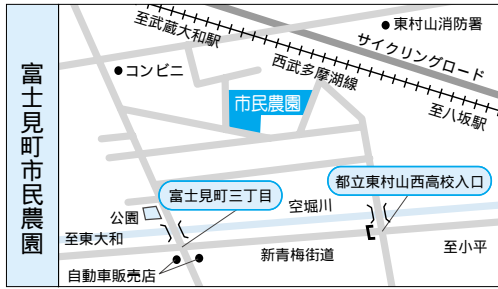 富士見町市民農園
至武蔵大和駅
東村山消防署
サイクリングロード
コンビニ
西武多摩湖線
市民農園
至八坂駅
富士見町三丁目
都立東村山西高校入口
公園
空堀川
至東大和
新青梅街道
至小平
自動車販売店